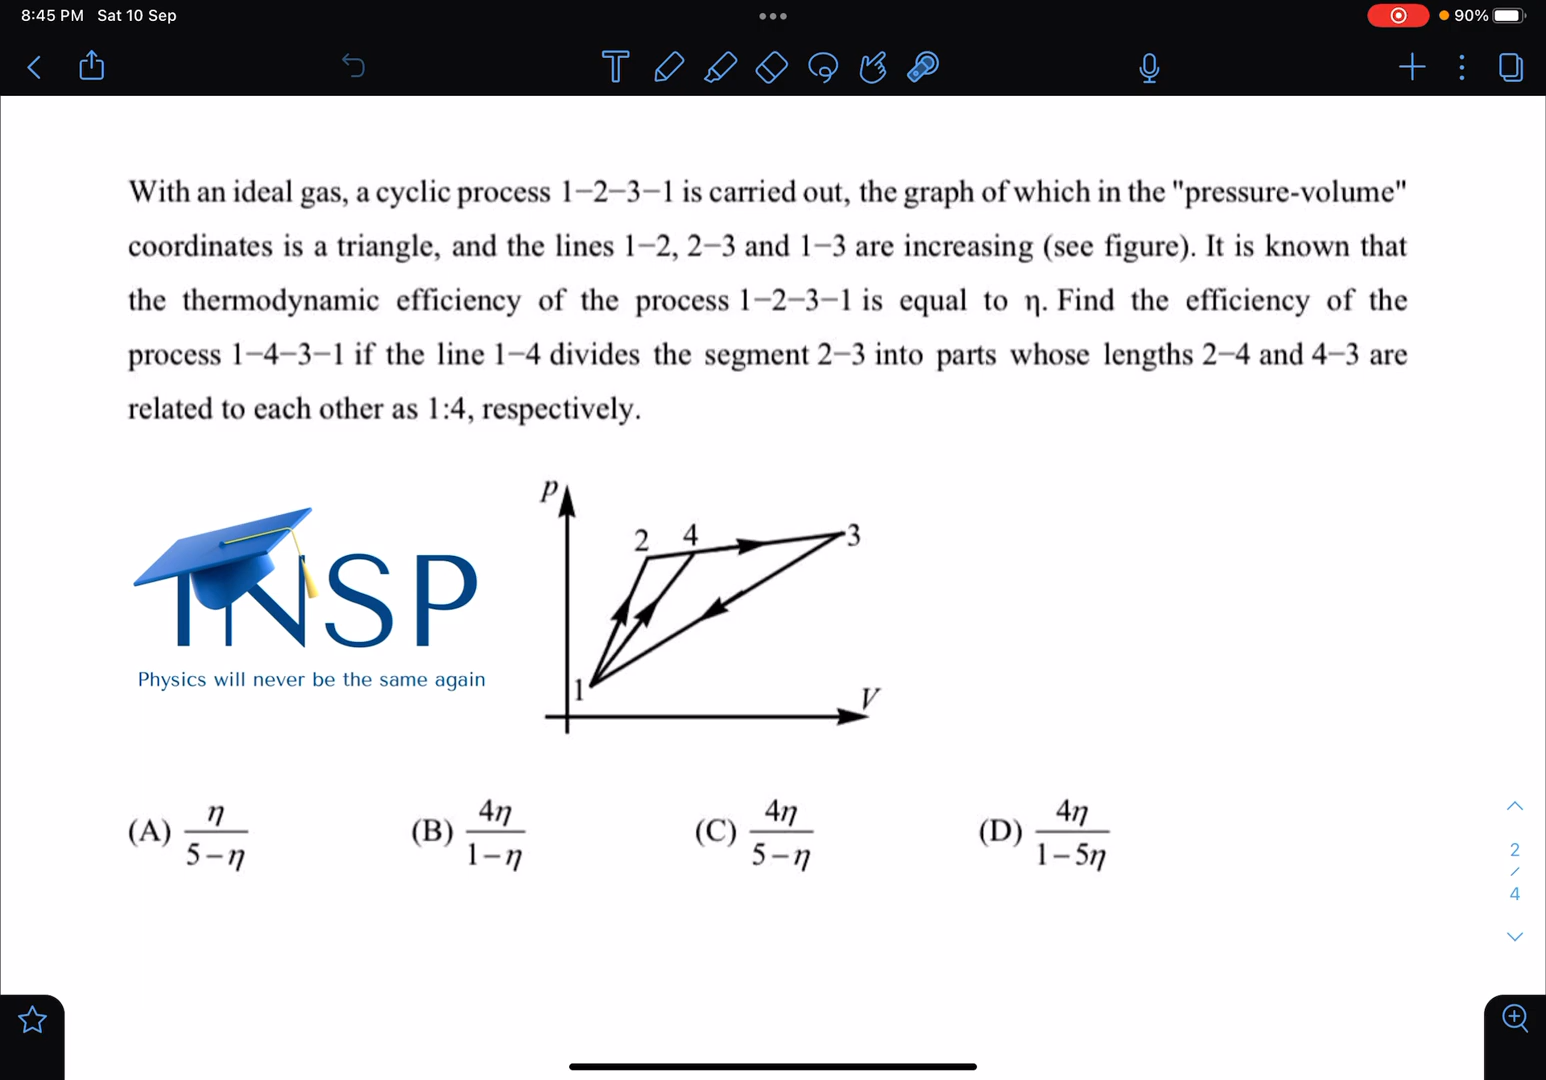 8:45 PM Sat 10 Sep
90%
With an ideal gas, a cyclic process 1−2−3−1 is carried out, the graph of which in the "pressure-volume"
coordinates is a triangle, and the lines 1−2, 2−3 and 1−3 are increasing (see figure). It is known that
the thermodynamic efficiency of the process 1−2−3−1 is equal to η. Find the efficiency of the
process 1−4−3−1 if the line 1−4 divides the segment 2−3 into parts whose lengths 2−4 and 4−3 are
related to each other as 1:4, respectively.
p
2 4 3
INSP
Physics will never be the same again
1
V
(A) η/(5−η) (B) 4η/(1−η) (C) 4η/(5−η) (D) 4η/(1−5η)
2
/
4